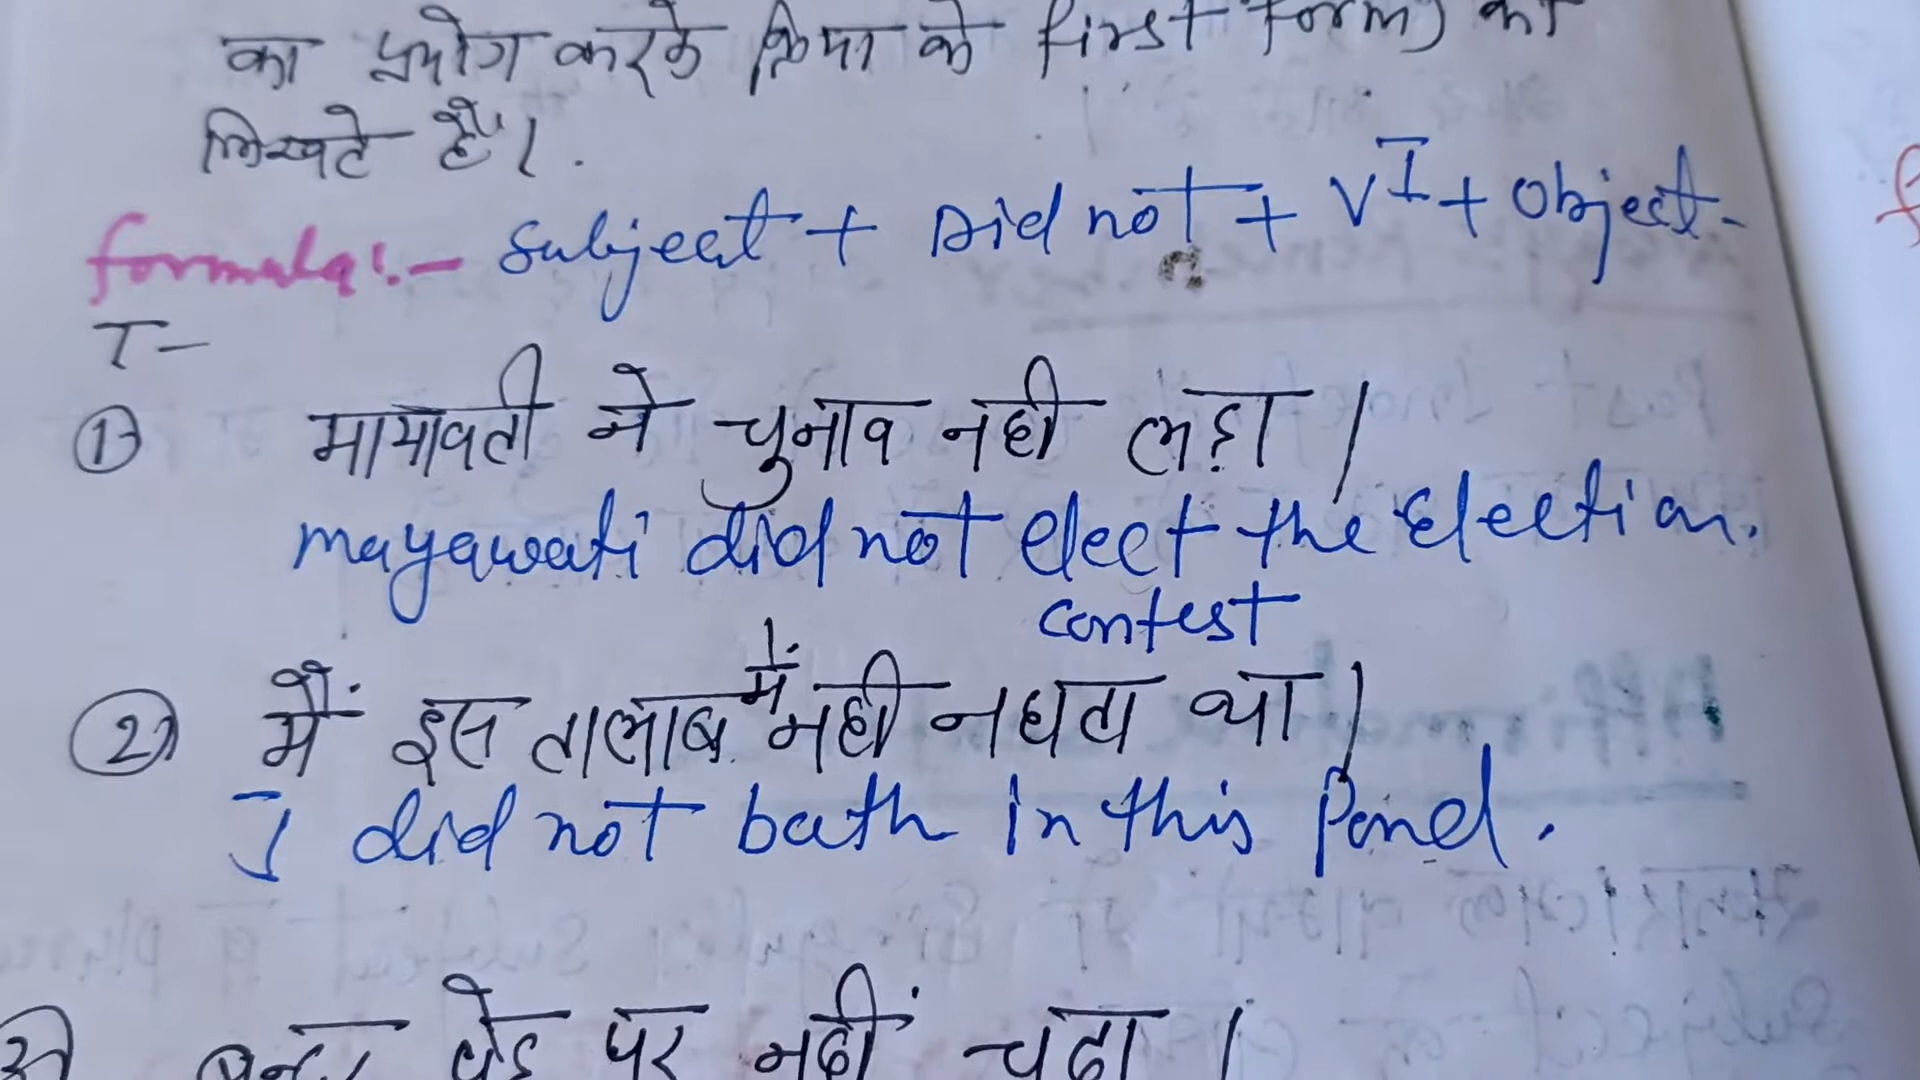 का प्रयोग करके क्रिया के first form) का
लिखते हैं।
formula:- Subject + Did not + V I + Object-
T-
① मायावती ने चुनाव नही लड़ा।
mayawati did not elect the Election.
contest
② मैं इस तालाब में नही नहाता था।
I did not bath in this Pond.
पेड पर नहीं चढा।